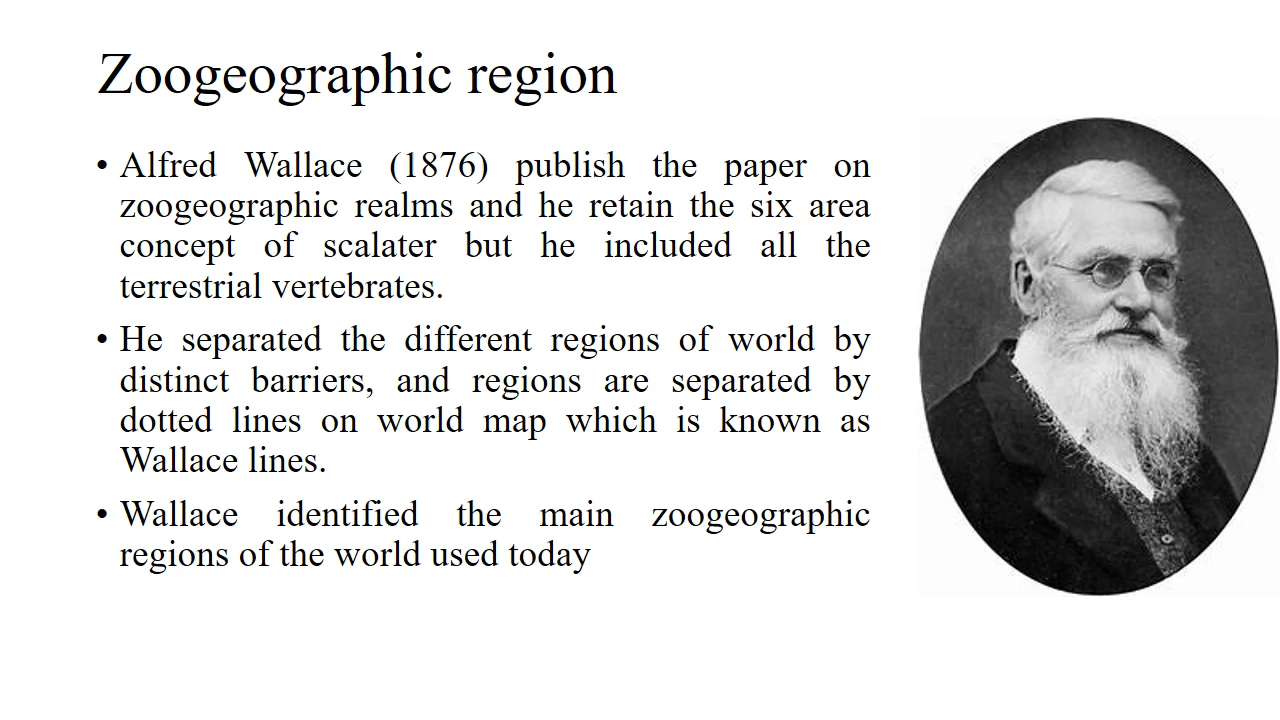 Zoogeographic region
• Alfred Wallace (1876) publish the paper on
zoogeographic realms and he retain the six area
concept of scalater but he included all the
terrestrial vertebrates.
• He separated the different regions of world by
distinct barriers, and regions are separated by
dotted lines on world map which is known as
Wallace lines.
• Wallace identified the main zoogeographic
regions of the world used today